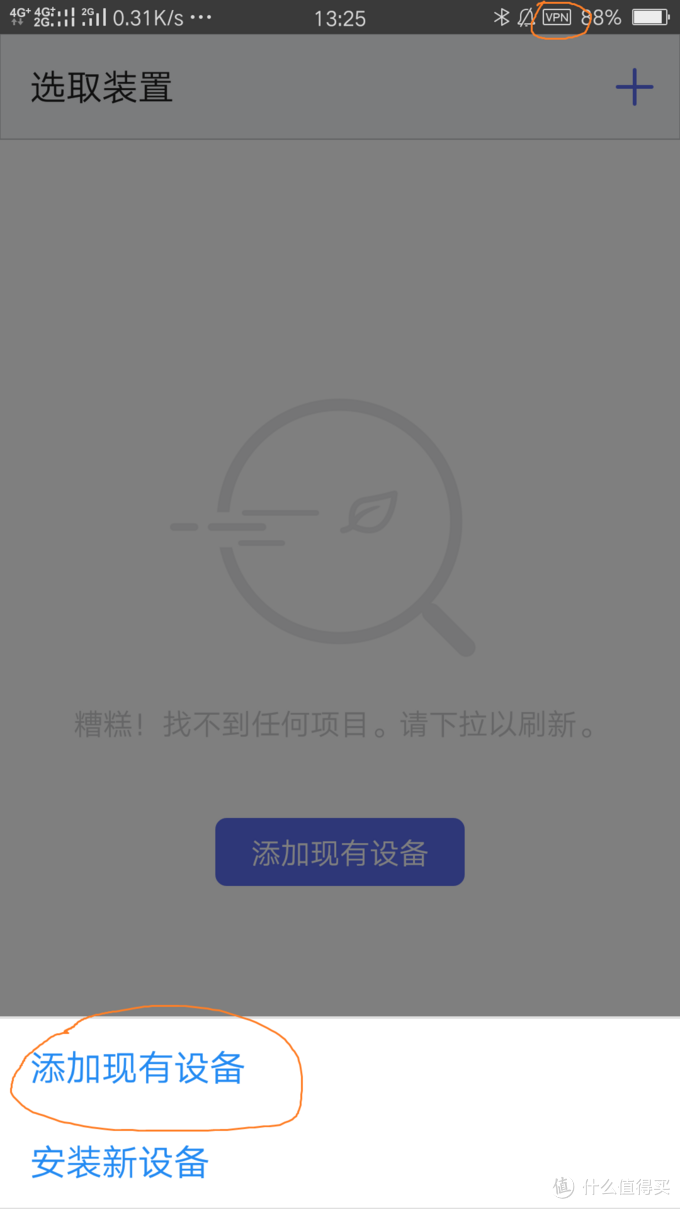 4G+ 4G+ 2G 2G 0.31K/s ··· 13:25 VPN 88%
选取装置
糟糕！找不到任何项目。请下拉以刷新。
添加现有设备
添加现有设备
安装新设备
值 什么值得买